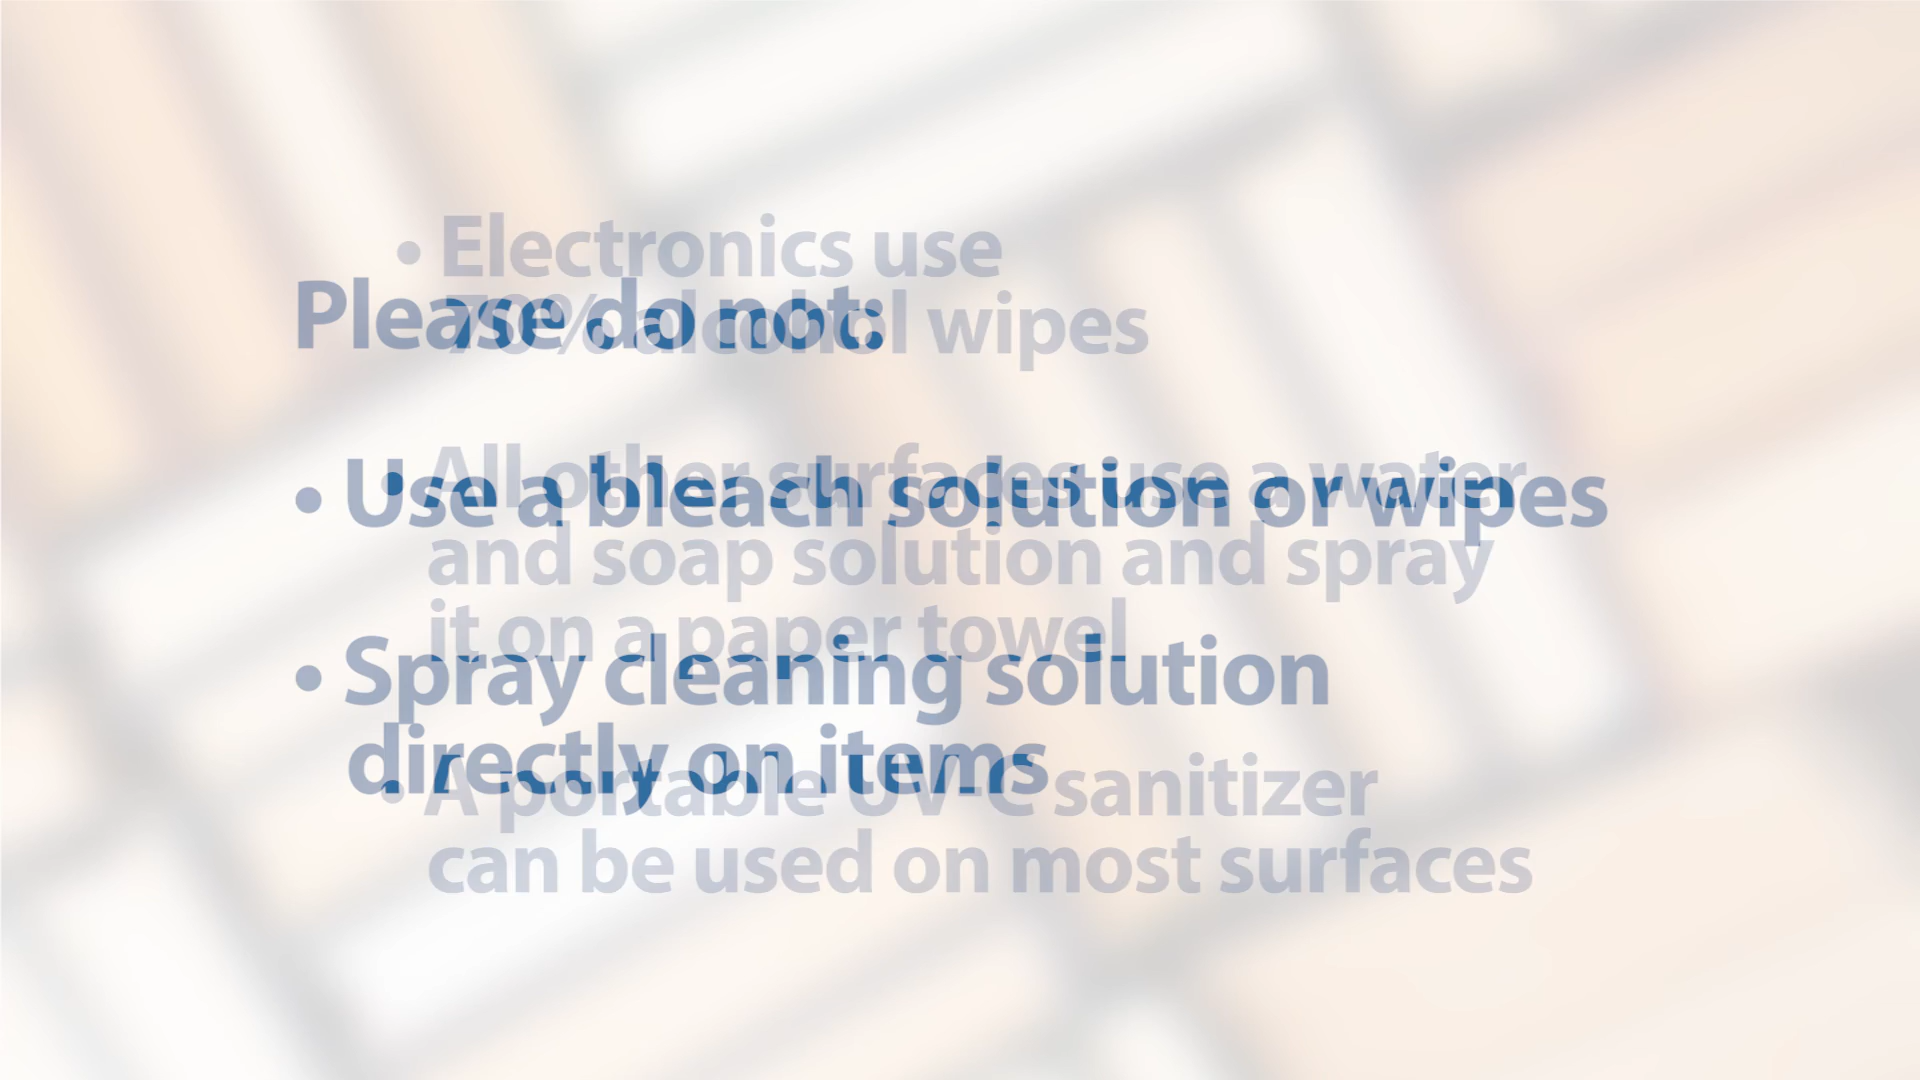 • Electronics use
70% alcohol wipes
Please do not:
• All other surfaces use a water
and soap solution and spray
it on a paper towel
• Use a bleach solution or wipes
• Spray cleaning solution
directly on items
• A portable UV-C sanitizer
can be used on most surfaces